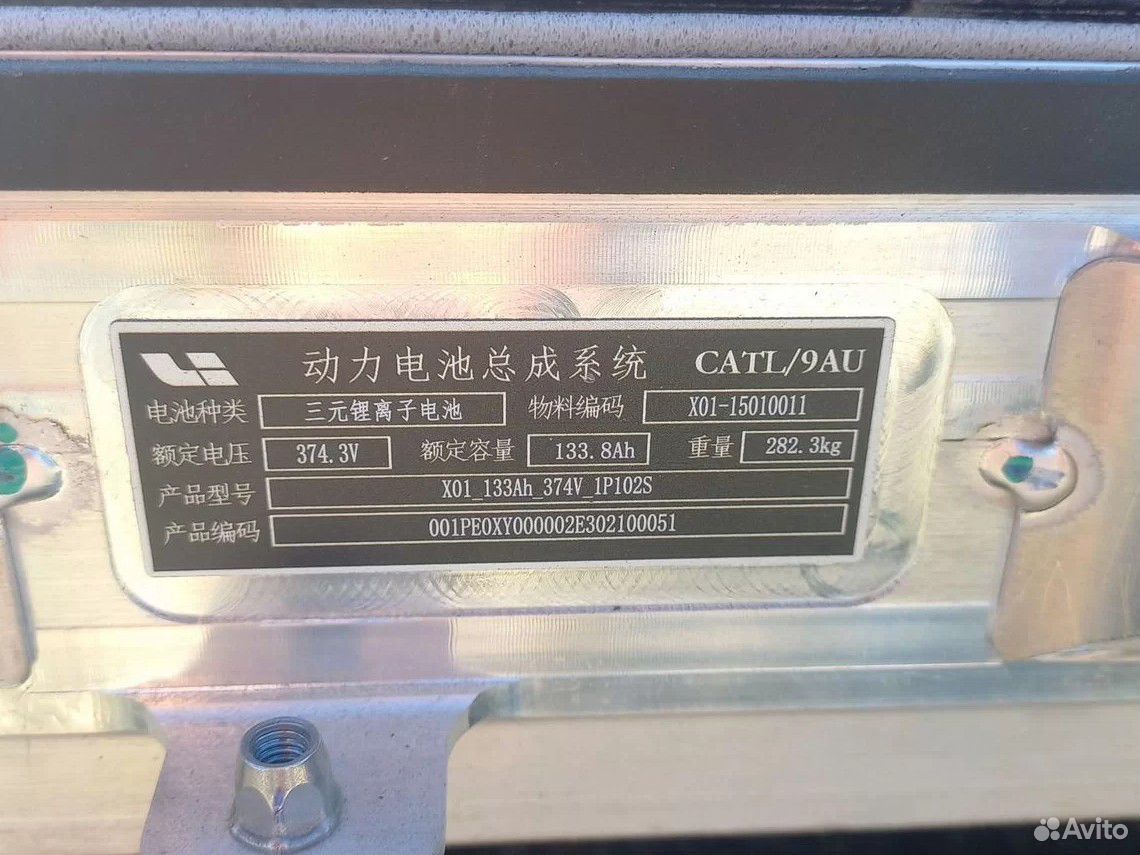 动力电池总成系统 CATL/9AU
电池种类 三元锂离子电池 物料编码 X01-15010011
额定电压 374.3V 额定容量 133.8Ah 重量 282.3kg
产品型号 X01_133Ah_374V_1P102S
产品编码 001PE0XY000002E302100051
Avito